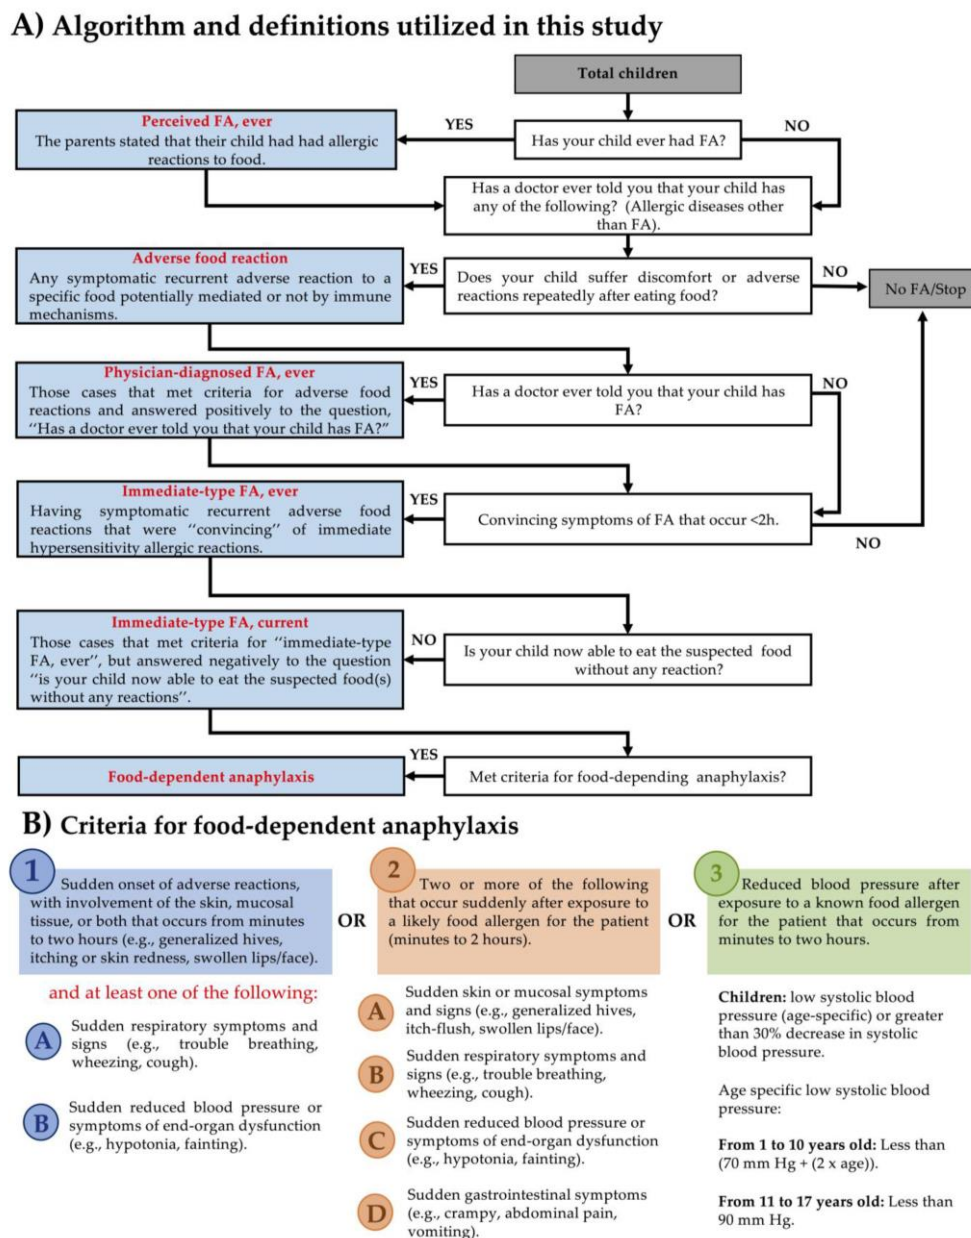 A) Algorithm and definitions utilized in this study
Total children
Perceived FA, ever
The parents stated that their child had had allergic
reactions to food.
YES
Has your child ever had FA?
NO
Has a doctor ever told you that your child has
any of the following? (Allergic diseases other
than FA).
Adverse food reaction
Any symptomatic recurrent adverse reaction to a
specific food potentially mediated or not by immune
mechanisms.
YES
Does your child suffer discomfort or adverse
reactions repeatedly after eating food?
NO
No FA/Stop
Physician-diagnosed FA, ever
Those cases that met criteria for adverse food
reactions and answered positively to the question,
“Has a doctor ever told you that your child has FA?”
YES
Has a doctor ever told you that your child has
FA?
NO
Immediate-type FA, ever
Having symptomatic recurrent adverse food
reactions that were “convincing” of immediate
hypersensitivity allergic reactions.
YES
Convincing symptoms of FA that occur <2h.
NO
Immediate-type FA, current
Those cases that met criteria for “immediate-type
FA, ever”, but answered negatively to the question
“is your child now able to eat the suspected food(s)
without any reactions”.
NO
Is your child now able to eat the suspected food
without any reaction?
Food-dependent anaphylaxis
YES
Met criteria for food-depending anaphylaxis?
B) Criteria for food-dependent anaphylaxis
1
Sudden onset of adverse reactions,
with involvement of the skin, mucosal
tissue, or both that occurs from minutes
to two hours (e.g., generalized hives,
itching or skin redness, swollen lips/face).
and at least one of the following:
A
Sudden respiratory symptoms and
signs (e.g., trouble breathing,
wheezing, cough).
B
Sudden reduced blood pressure or
symptoms of end-organ dysfunction
(e.g., hypotonia, fainting).
OR
2
Two or more of the following
that occur suddenly after exposure to
a likely food allergen for the patient
(minutes to 2 hours).
A
Sudden skin or mucosal symptoms
and signs (e.g., generalized hives,
itch-flush, swollen lips/face).
B
Sudden respiratory symptoms and
signs (e.g., trouble breathing,
wheezing, cough).
C
Sudden reduced blood pressure or
symptoms of end-organ dysfunction
(e.g., hypotonia, fainting).
D
Sudden gastrointestinal symptoms
(e.g., crampy, abdominal pain,
vomiting).
OR
3
Reduced blood pressure after
exposure to a known food allergen
for the patient that occurs from
minutes to two hours.
Children: low systolic blood
pressure (age-specific) or greater
than 30% decrease in systolic
blood pressure.
Age specific low systolic blood
pressure:
From 1 to 10 years old: Less than
(70 mm Hg + (2 x age)).
From 11 to 17 years old: Less than
90 mm Hg.